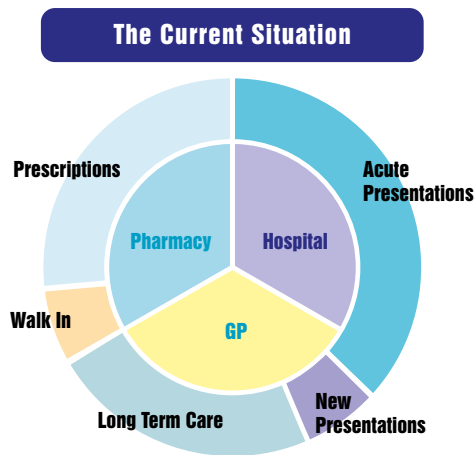 The Current Situation
Prescriptions
Acute
Presentations
Pharmacy
Hospital
Walk In
GP
Long Term Care
New
Presentations